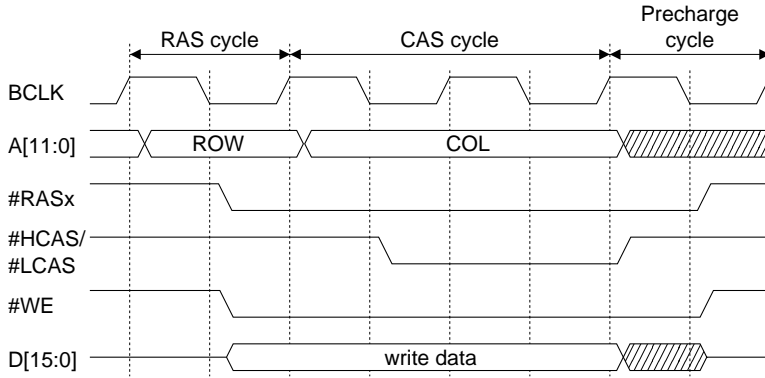 RAS cycle
CAS cycle
Precharge
cycle
BCLK
A[11:0]
ROW
COL
#RASx
#HCAS/
#LCAS
#WE
D[15:0]
write data